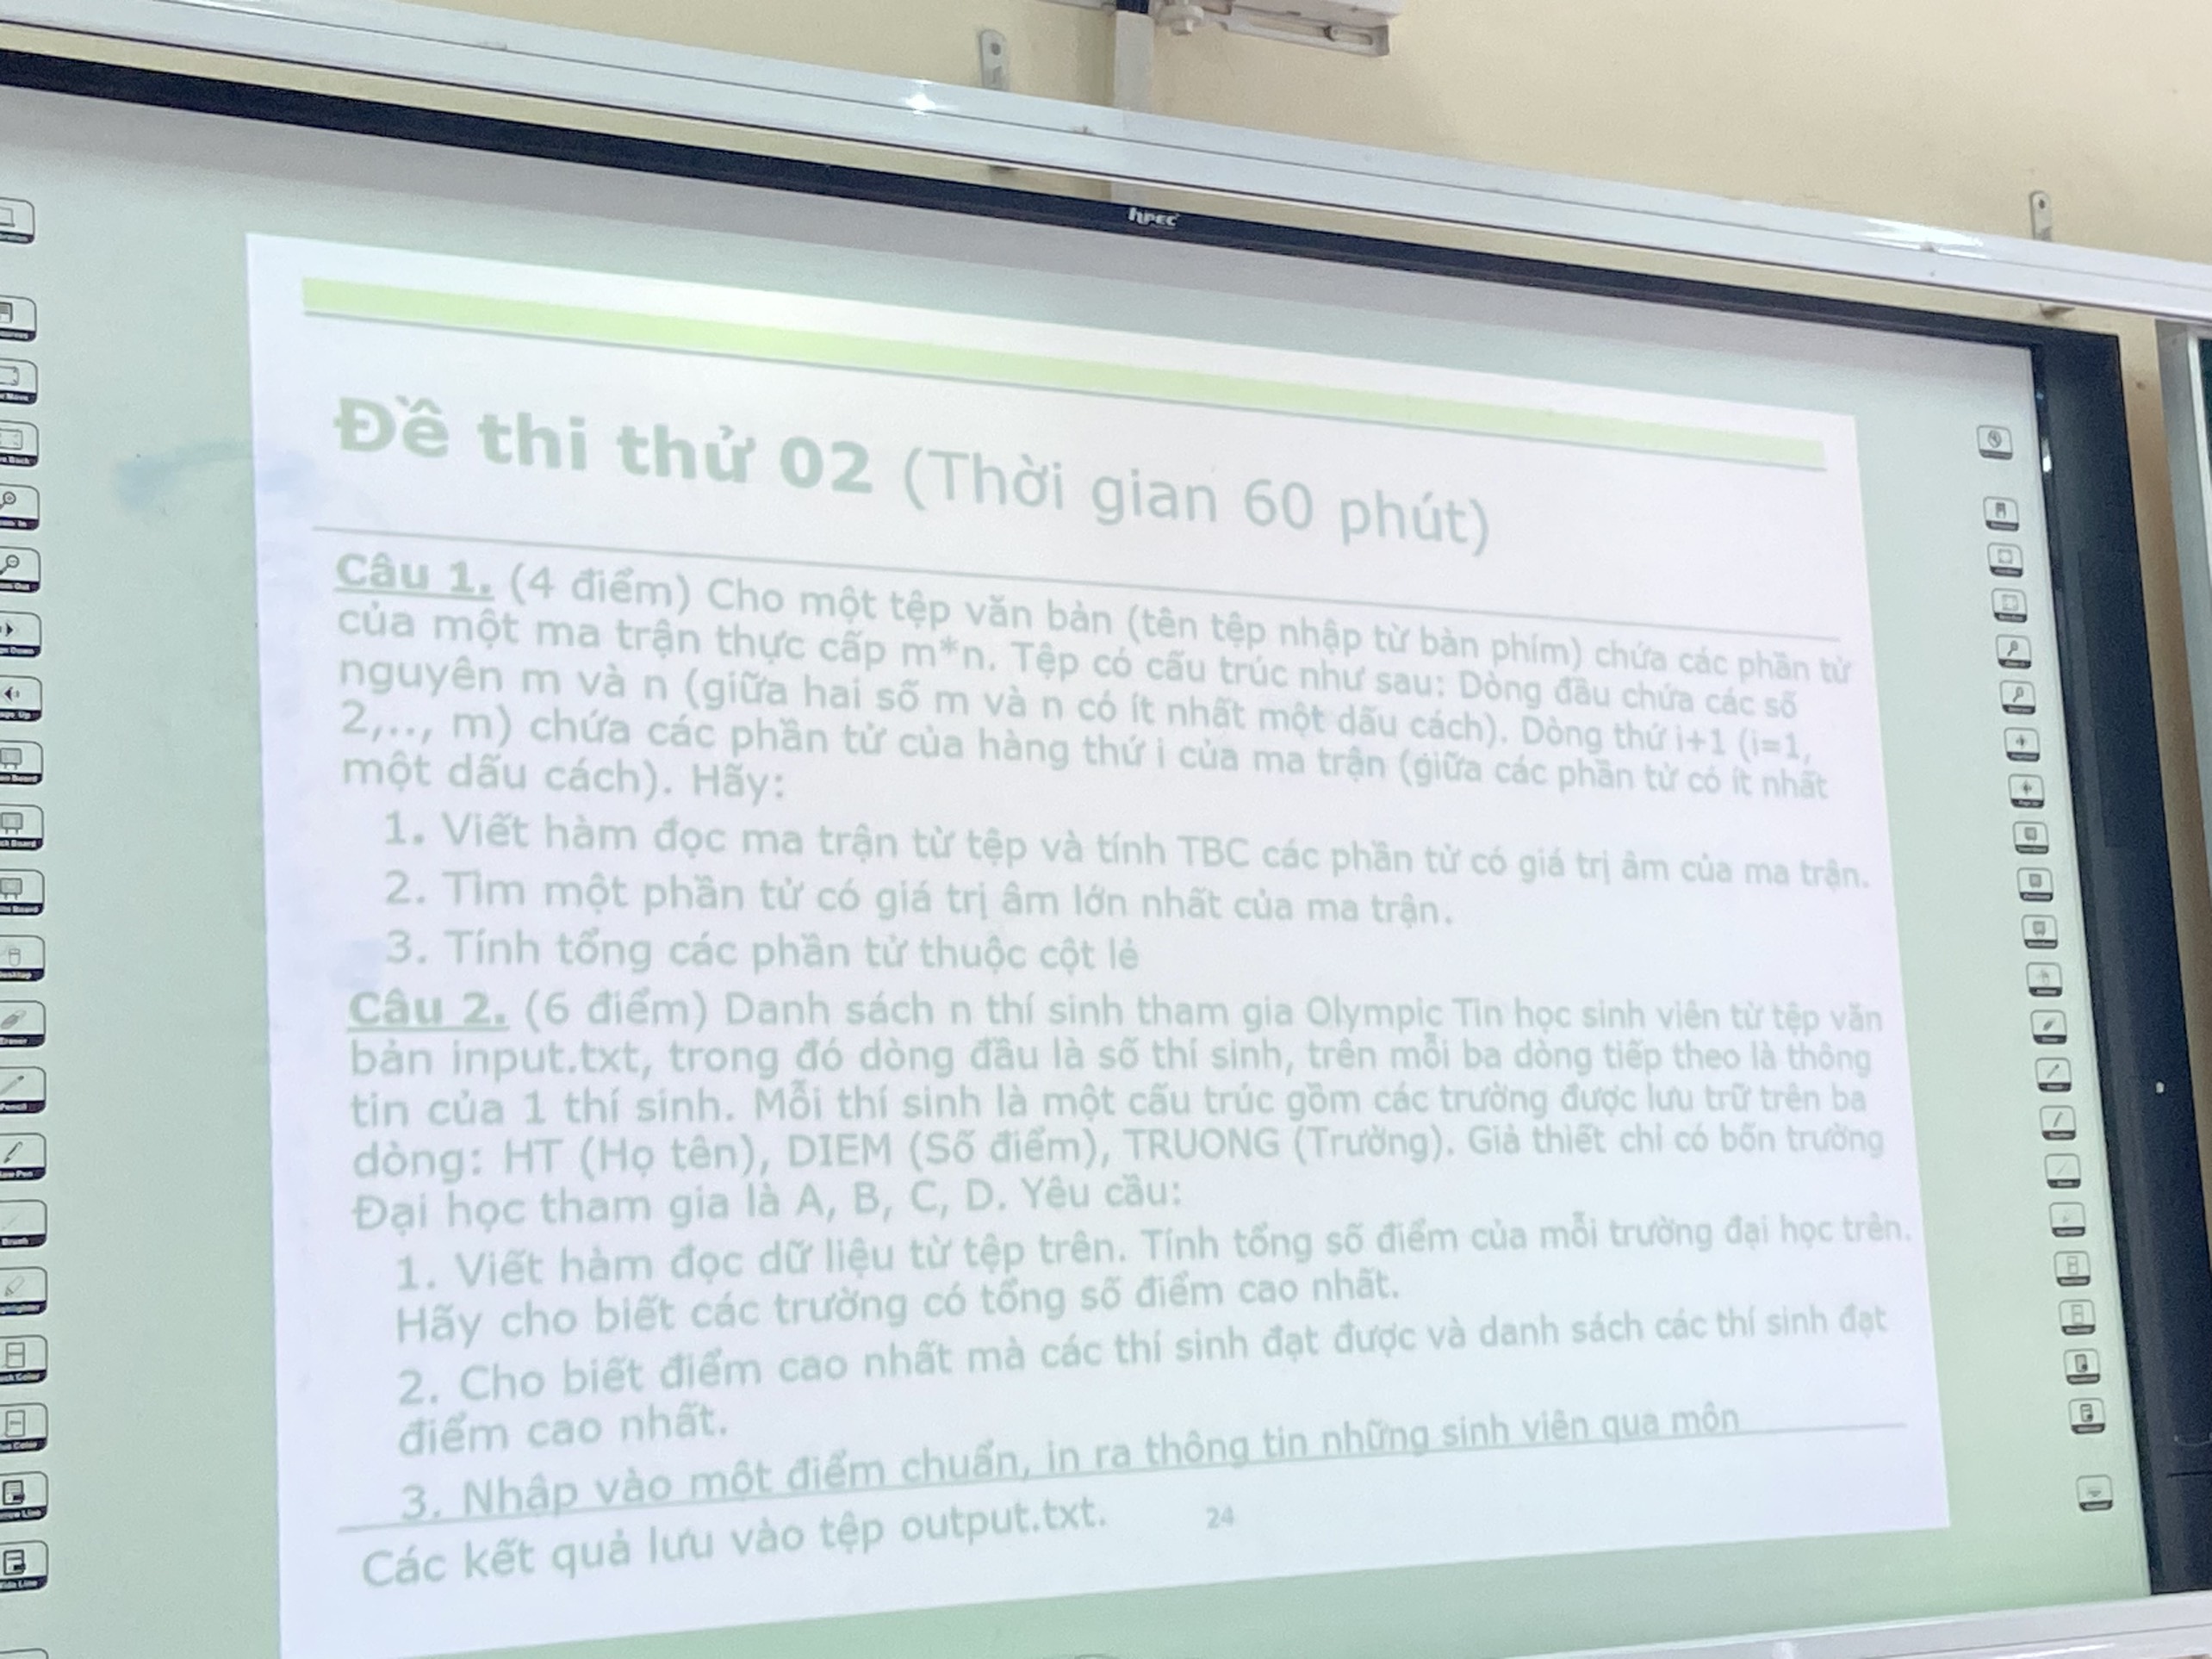 hPEC
Đề thi thử 02 (Thời gian 60 phút)
Câu 1. (4 điểm) Cho một tệp văn bản (tên tệp nhập từ bàn phím) chứa các phần tử
của một ma trận thực cấp m*n. Tệp có cấu trúc như sau: Dòng đầu chứa các số
nguyên m và n (giữa hai số m và n có ít nhất một dấu cách). Dòng thứ i+1 (i=1,
2,.., m) chứa các phần tử của hàng thứ i của ma trận (giữa các phần tử có ít nhất
một dấu cách). Hãy:
1. Viết hàm đọc ma trận từ tệp và tính TBC các phần tử có giá trị âm của ma trận.
2. Tìm một phần tử có giá trị âm lớn nhất của ma trận.
3. Tính tổng các phần tử thuộc cột lẻ
Câu 2. (6 điểm) Danh sách n thí sinh tham gia Olympic Tin học sinh viên từ tệp văn
bản input.txt, trong đó dòng đầu là số thí sinh, trên mỗi ba dòng tiếp theo là thông
tin của 1 thí sinh. Mỗi thí sinh là một cấu trúc gồm các trường được lưu trữ trên ba
dòng: HT (Họ tên), DIEM (Số điểm), TRUONG (Trường). Giả thiết chỉ có bốn trường
Đại học tham gia là A, B, C, D. Yêu cầu:
1. Viết hàm đọc dữ liệu từ tệp trên. Tính tổng số điểm của mỗi trường đại học trên.
Hãy cho biết các trường có tổng số điểm cao nhất.
2. Cho biết điểm cao nhất mà các thí sinh đạt được và danh sách các thí sinh đạt
điểm cao nhất.
3. Nhập vào một điểm chuẩn, in ra thông tin những sinh viên qua môn
Các kết quả lưu vào tệp output.txt.
24